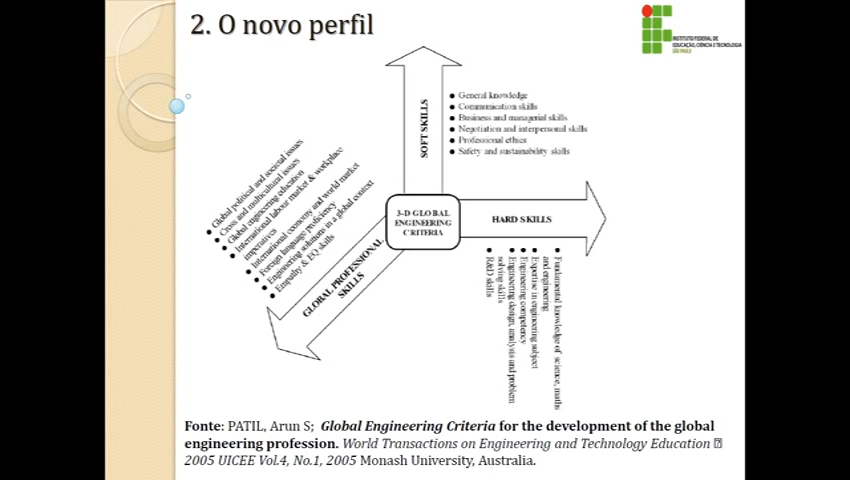 2. O novo perfil
INSTITUTO FEDERAL DE
EDUCAÇÃO, CIÊNCIA E TECNOLOGIA
SÃO PAULO
SOFT SKILLS
● General knowledge
● Communication skills
● Business and managerial skills
● Negotiation and interpersonal skills
● Professional ethics
● Safety and sustainability skills
● Global political and societal issues
● Cross and multicultural issues
● Global engineering education
● International labour market & workplace
imperatives
● International economy and world market
● Foreign language proficiency
● Engineering solutions in a global context
● Empathy & EQ skills
3-D GLOBAL
ENGINEERING
CRITERIA
HARD SKILLS
GLOBAL PROFESSIONAL
SKILLS
● Fundamental knowledge of science, maths
and engineering
● Expertise in engineering subject
● Engineering competency
● Engineering design, analysis and problem
solving skills
● R&D skills
Fonte: PATIL, Arun S; Global Engineering Criteria for the development of the global
engineering profession. World Transactions on Engineering and Technology Education
2005 UICEE Vol.4, No.1, 2005 Monash University, Australia.